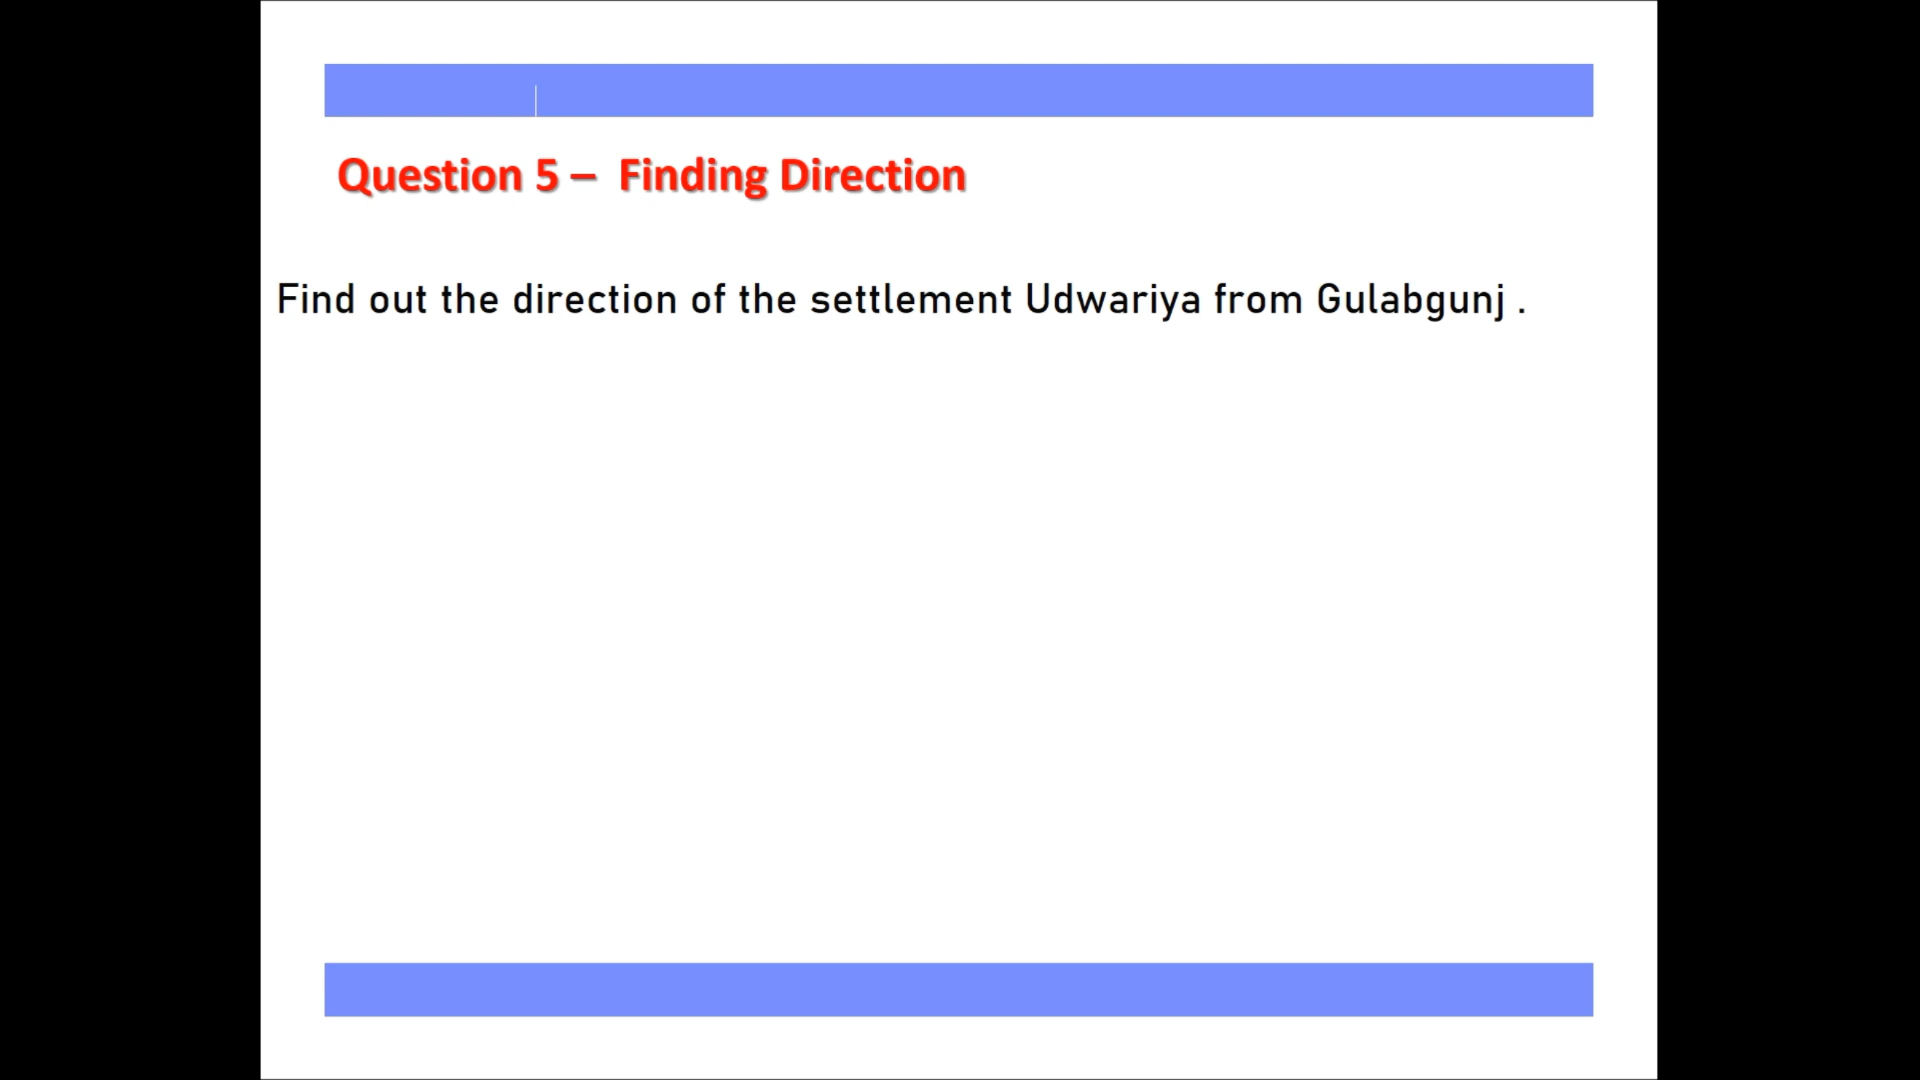 Question 5 – Finding Direction
Find out the direction of the settlement Udwariya from Gulabgunj .